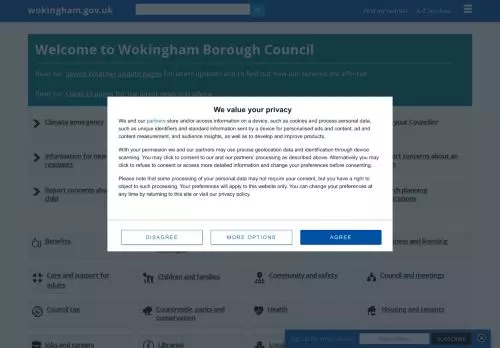 wokingham.gov.uk
Find my nearest A-Z Services
Welcome to Wokingham Borough Council
Read our Severe Weather update pages for latest updates and to find out how our services are affected
Read our Covid-19 pages for the latest news and advice
We value your privacy
We and our partners store and/or access information on a device, such as cookies and process personal data, such as unique identifiers and standard information sent by a device for personalised ads and content, ad and content measurement, and audience insights, as well as to develop and improve products.
With your permission we and our partners may use precise geolocation data and identification through device scanning. You may click to consent to our and our partners' processing as described above. Alternatively you may click to refuse to consent or access more detailed information and change your preferences before consenting.
Please note that some processing of your personal data may not require your consent, but you have a right to object to such processing. Your preferences will apply to this website only. You can change your preferences at any time by returning to this site or visit our privacy policy.
DISAGREE MORE OPTIONS AGREE
Climate emergency
your Councillor
Information for new
residents
concerns about an
Report concerns about
child
planning
Benefits
and licensing
Care and support for
adults
Children and families
Community and safety
Council and meetings
Council tax
Countryside, parks and
conservation
Health
Housing and tenants
Jobs and careers
Libraries
SUBSCRIBE